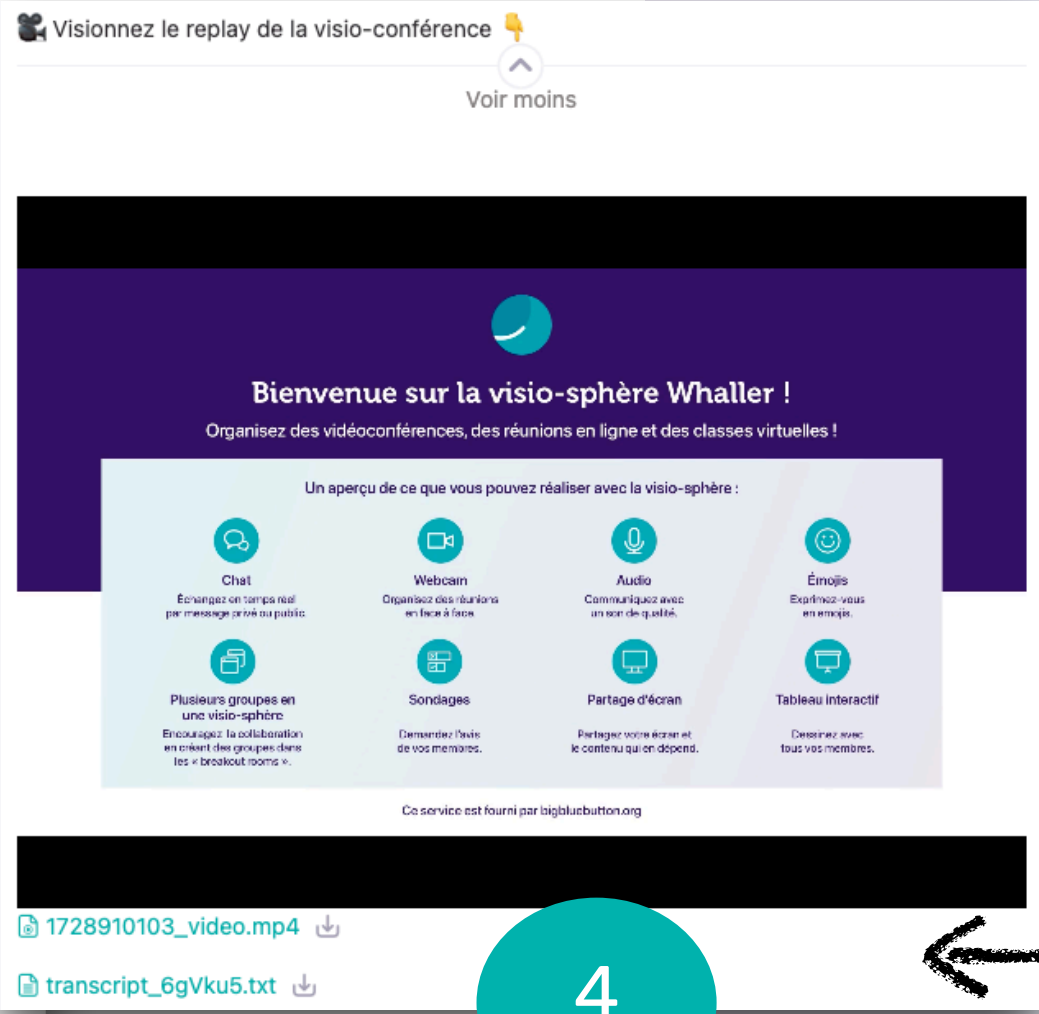 Visionnez le replay de la visio-conférence
Voir moins
Bienvenue sur la visio-sphère Whaller !
Organisez des vidéoconférences, des réunions en ligne et des classes virtuelles !
Un aperçu de ce que vous pouvez réaliser avec la visio-sphère :
Chat
Échangez en temps réel
par message privé ou public.
Webcam
Organisez des réunions
en face à face.
Audio
Communiquez avec
un son de qualité.
Émojis
Exprimez-vous
en emojis.
Plusieurs groupes en
une visio-sphère
Encouragez la collaboration
en créant des groupes dans
les « breakout rooms ».
Sondages
Demandez l'avis
de vos membres.
Partage d'écran
Partagez votre écran et
le contenu qui en dépend.
Tableau interactif
Dessinez avec
tous vos membres.
Ce service est fourni par bigbluebutton.org
1728910103_video.mp4
transcript_6gVku5.txt
4